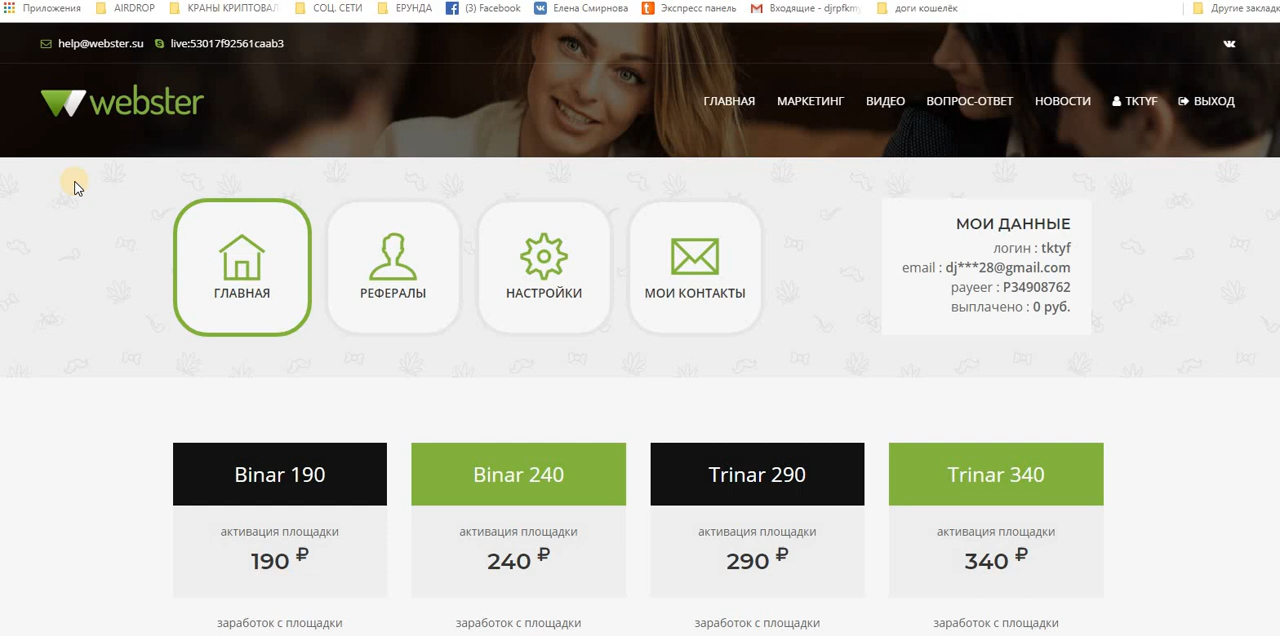 Приложения AIRDROP КРАНЫ КРИПТОВАЛ СОЦ. СЕТИ ЕРУНДА (3) Facebook Елена Смирнова Экспресс панель Входящие - djrpfkm доги кошелёк Другие заклад
help@webster.su live:53017f92561caab3
webster ГЛАВНАЯ МАРКЕТИНГ ВИДЕО ВОПРОС-ОТВЕТ НОВОСТИ TKTYF ВЫХОД
ГЛАВНАЯ РЕФЕРАЛЫ НАСТРОЙКИ МОИ КОНТАКТЫ
МОИ ДАННЫЕ
логин : tktyf
email : dj***28@gmail.com
payeer : P34908762
выплачено : 0 руб.
Binar 190 Binar 240 Trinar 290 Trinar 340
активация площадки активация площадки активация площадки активация площадки
190 ₽ 240 ₽ 290 ₽ 340 ₽
заработок с площадки заработок с площадки заработок с площадки заработок с площадки